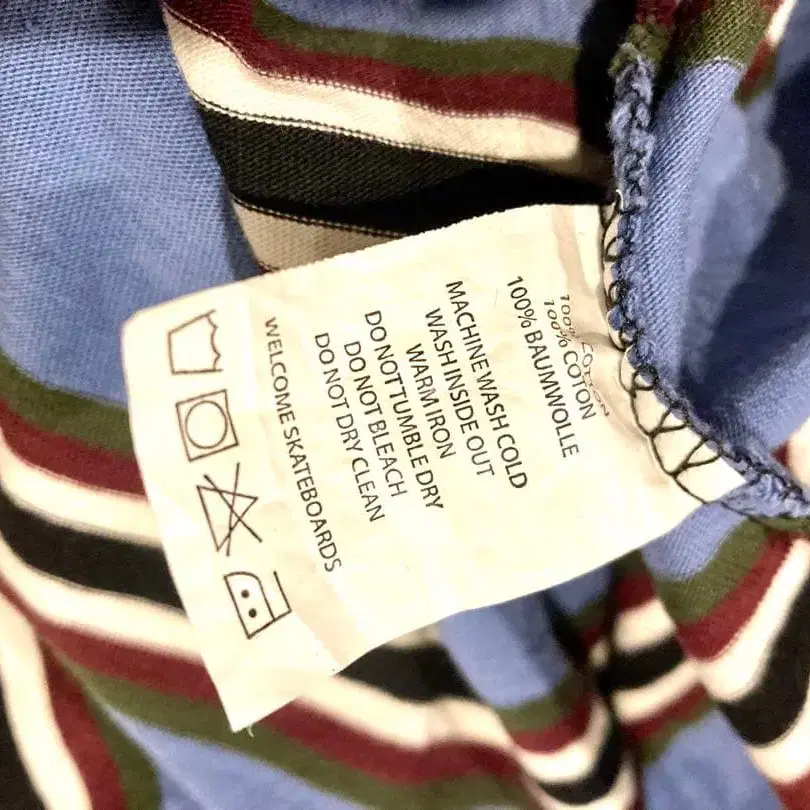 100% COTTON
100% COTON
100% BAUMWOLLE
MACHINE WASH COLD
WASH INSIDE OUT
WARM IRON
DO NOT TUMBLE DRY
DO NOT BLEACH
DO NOT DRY CLEAN
WELCOME SKATEBOARDS